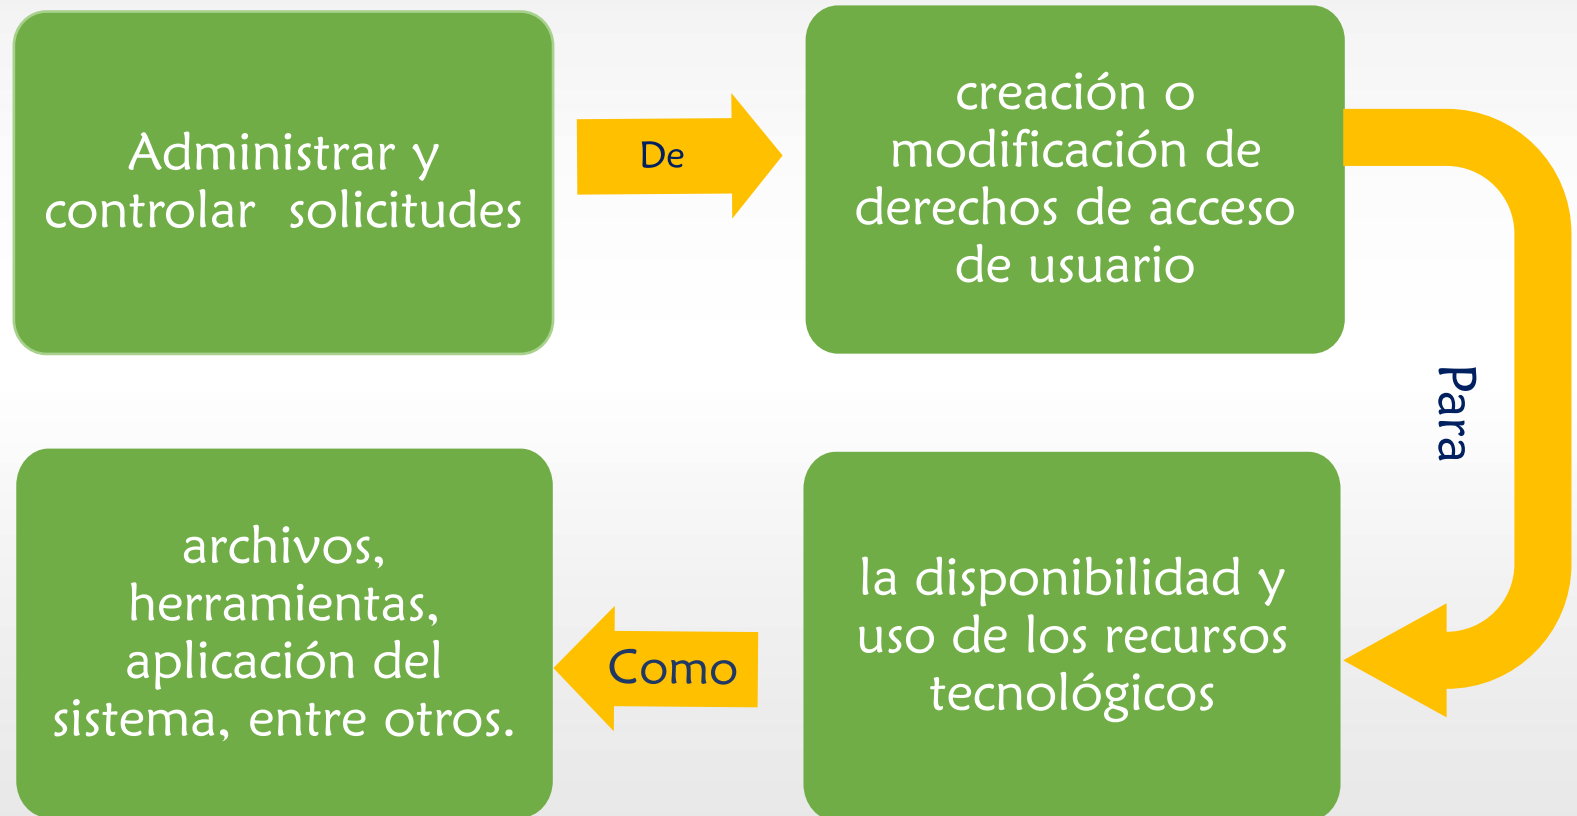 Administrar y
controlar solicitudes
De
creación o
modificación de
derechos de acceso
de usuario
Para
la disponibilidad y
uso de los recursos
tecnológicos
Como
archivos,
herramientas,
aplicación del
sistema, entre otros.